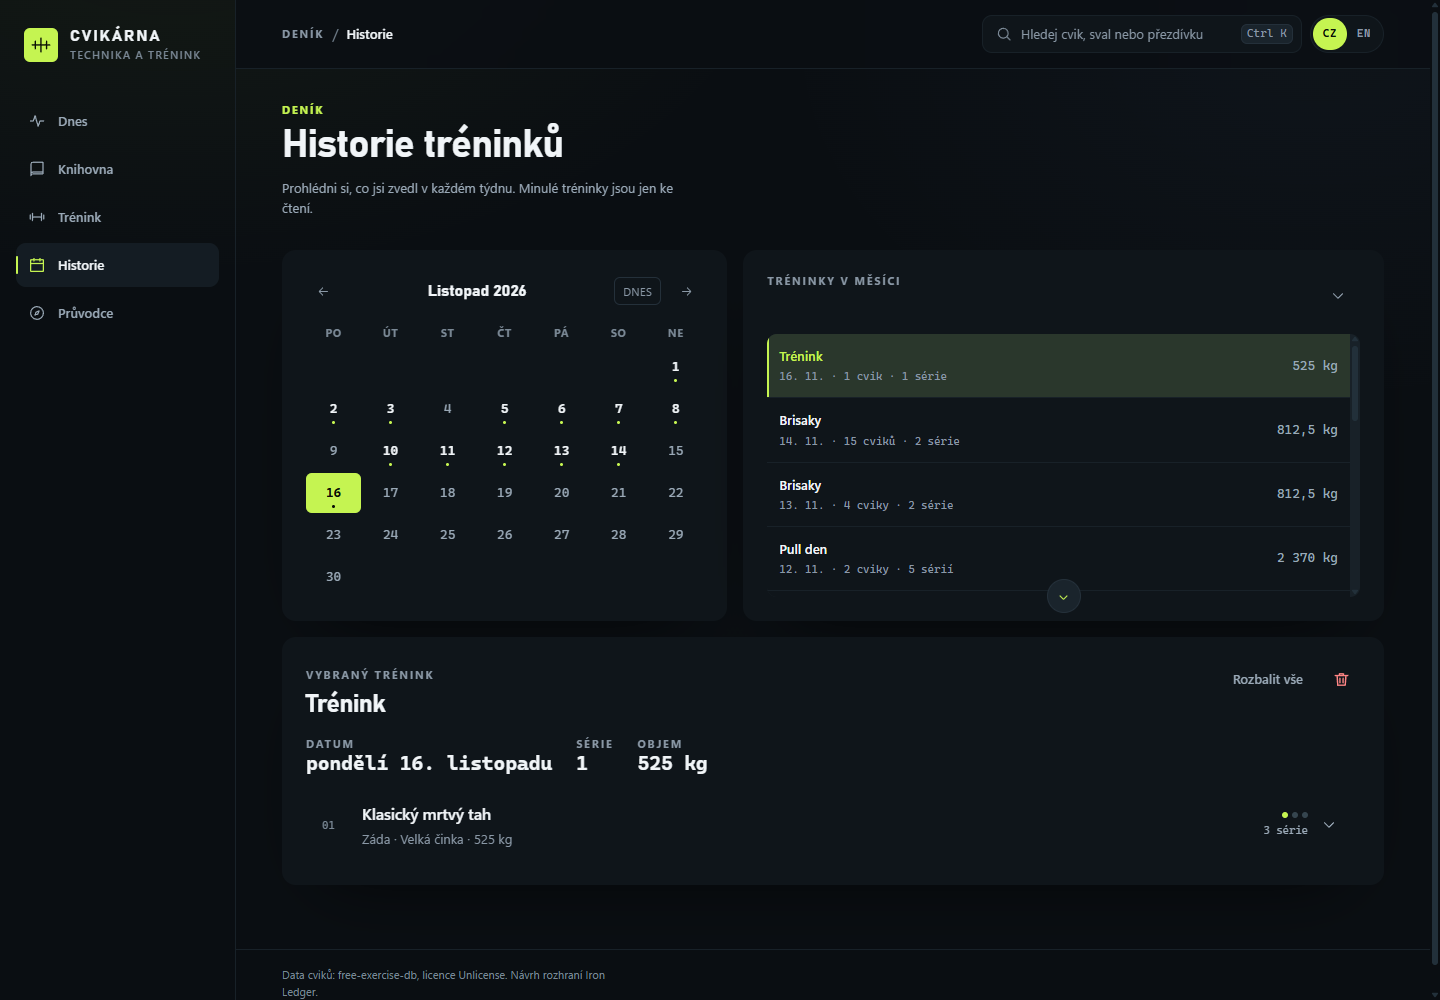 CVIKÁRNA
TECHNIKA A TRÉNINK
Dnes
Knihovna
Trénink
Historie
Průvodce
DENÍK / Historie
Hledej cvik, sval nebo přezdívku
Ctrl K
CZ
EN
DENÍK
Historie tréninků
Prohlédni si, co jsi zvedl v každém týdnu. Minulé tréninky jsou jen ke
čtení.
Listopad 2026
DNES
PO ÚT ST ČT PÁ SO NE
1
2 3 4 5 6 7 8
9 10 11 12 13 14 15
16 17 18 19 20 21 22
23 24 25 26 27 28 29
30
TRÉNINKY V MĚSÍCI
Trénink
16. 11. · 1 cvik · 1 série
525 kg
Brisaky
14. 11. · 15 cviků · 2 série
812,5 kg
Brisaky
13. 11. · 4 cviky · 2 série
812,5 kg
Pull den
12. 11. · 2 cviky · 5 sérií
2 370 kg
VYBRANÝ TRÉNINK
Trénink
Rozbalit vše
DATUM SÉRIE OBJEM
pondělí 16. listopadu 1 525 kg
01
Klasický mrtvý tah
Záda · Velká činka · 525 kg
3 série
Data cviků: free-exercise-db, licence Unlicense. Návrh rozhraní Iron
Ledger.